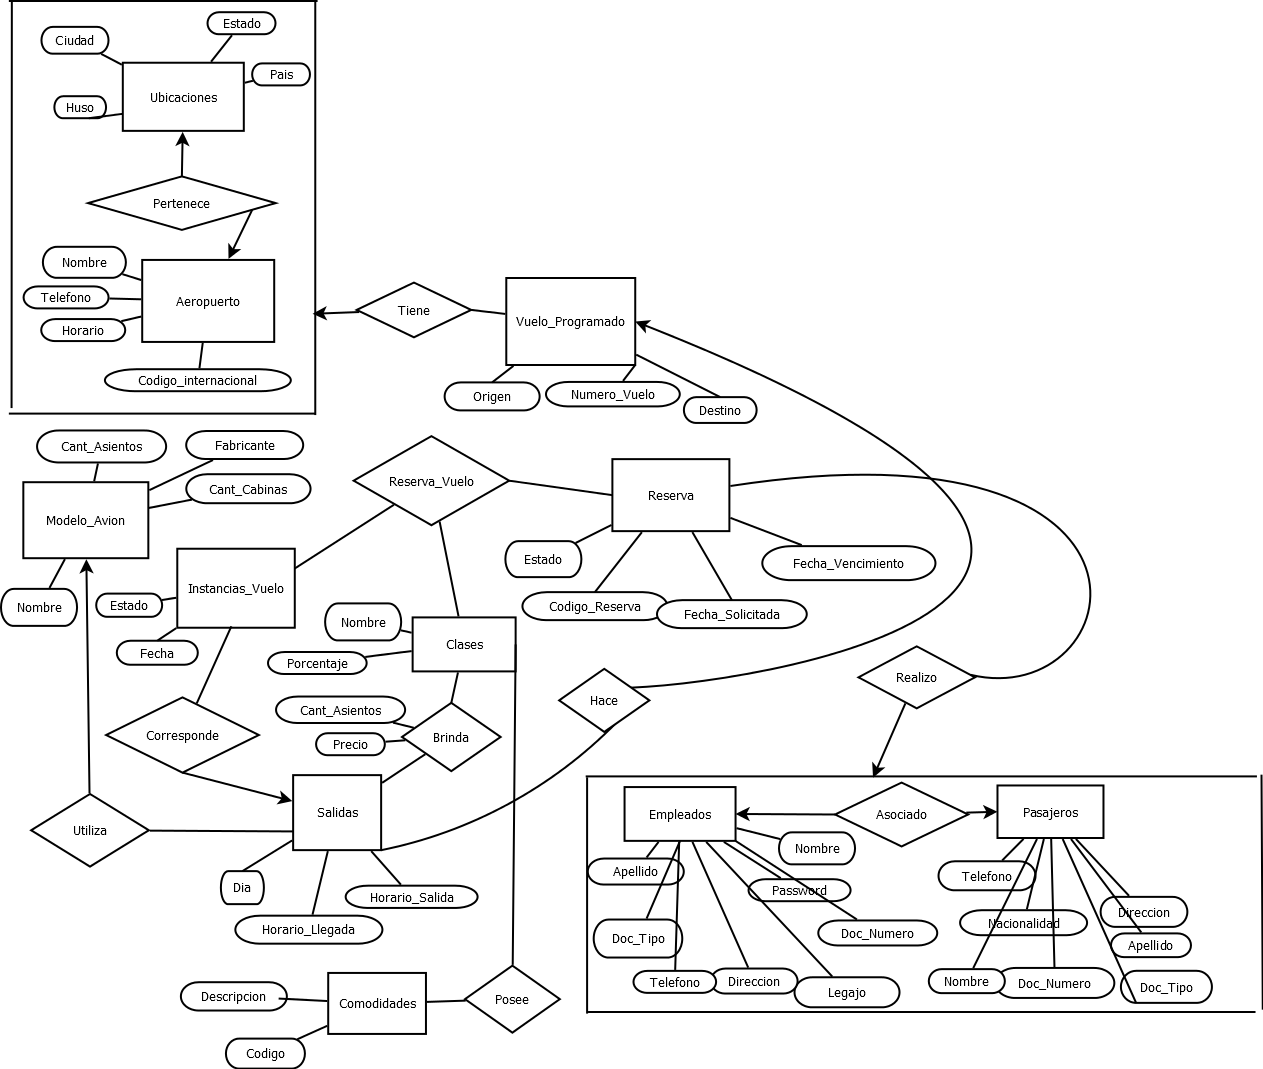 Estado
Ciudad
Pais
Ubicaciones
Huso
Pertenece
Nombre
Telefono
Aeropuerto
Horario
Codigo_internacional
Tiene
Vuelo_Programado
Origen
Numero_Vuelo
Destino
Cant_Asientos
Fabricante
Cant_Cabinas
Modelo_Avion
Nombre
Reserva_Vuelo
Reserva
Estado
Fecha_Vencimiento
Codigo_Reserva
Fecha_Solicitada
Instancias_Vuelo
Estado
Fecha
Nombre
Clases
Porcentaje
Corresponde
Cant_Asientos
Precio
Brinda
Hace
Realizo
Utiliza
Salidas
Dia
Horario_Salida
Horario_Llegada
Descripcion
Comodidades
Codigo
Posee
Empleados
Asociado
Pasajeros
Nombre
Apellido
Password
Doc_Tipo
Doc_Numero
Telefono
Direccion
Legajo
Telefono
Nacionalidad
Direccion
Apellido
Nombre
Doc_Numero
Doc_Tipo